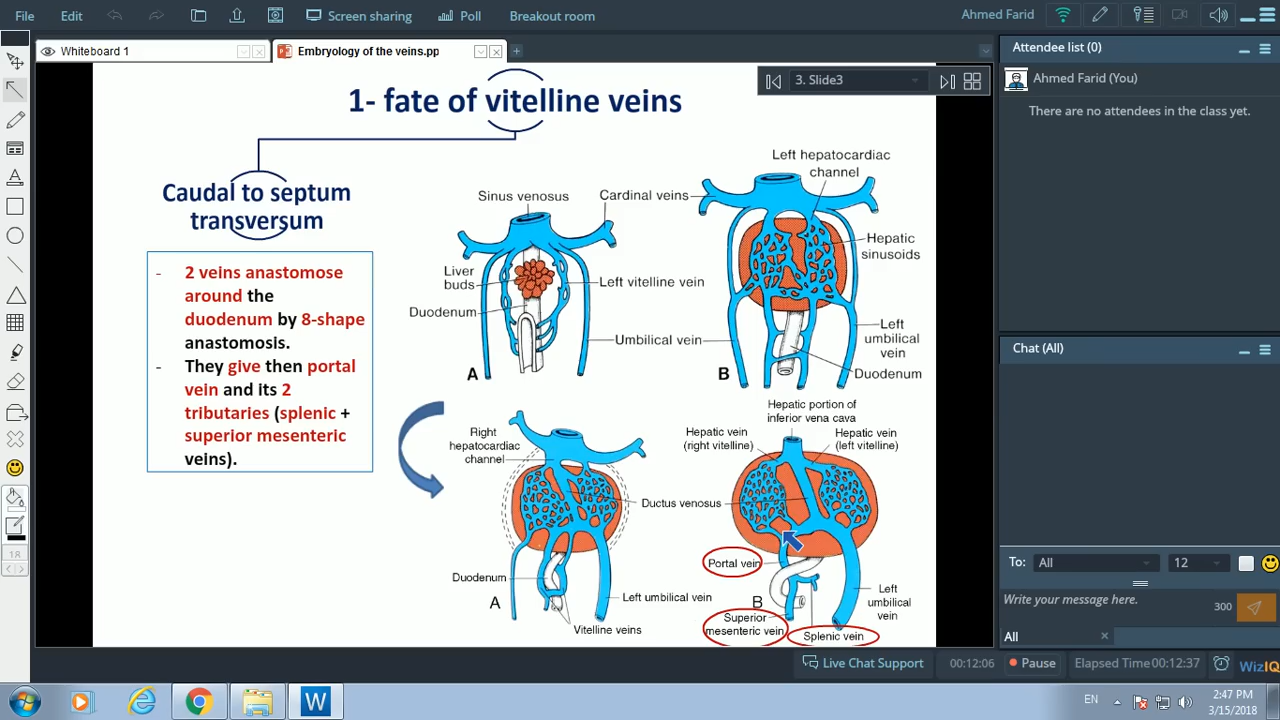 File Edit Screen sharing Poll Breakout room Ahmed Farid
Whiteboard 1 Embryology of the veins.pp
Attendee list (0)
Ahmed Farid (You)
There are no attendees in the class yet.
3. Slide3
1- fate of vitelline veins
Caudal to septum
transversum
- 2 veins anastomose
around the
duodenum by 8-shape
anastomosis.
- They give then portal
vein and its 2
tributaries (splenic +
superior mesenteric
veins).
Sinus venosus
Cardinal veins
Liver
buds
Left vitelline vein
Duodenum
Umbilical vein
A
Left hepatocardiac
channel
Hepatic
sinusoids
Left
umbilical
vein
Duodenum
B
Right
hepatocardiac
channel
Ductus venosus
Duodenum
A
Left umbilical vein
Vitelline veins
Hepatic portion of
inferior vena cava
Hepatic vein
(right vitelline)
Hepatic vein
(left vitelline)
Portal vein
B
Superior
mesenteric vein
Splenic vein
Left
umbilical
vein
Chat (All)
To: All 12
Write your message here.
300
All
18
Live Chat Support 00:12:06 Pause Elapsed Time 00:12:37 WizIQ
EN
2:47 PM
3/15/2018